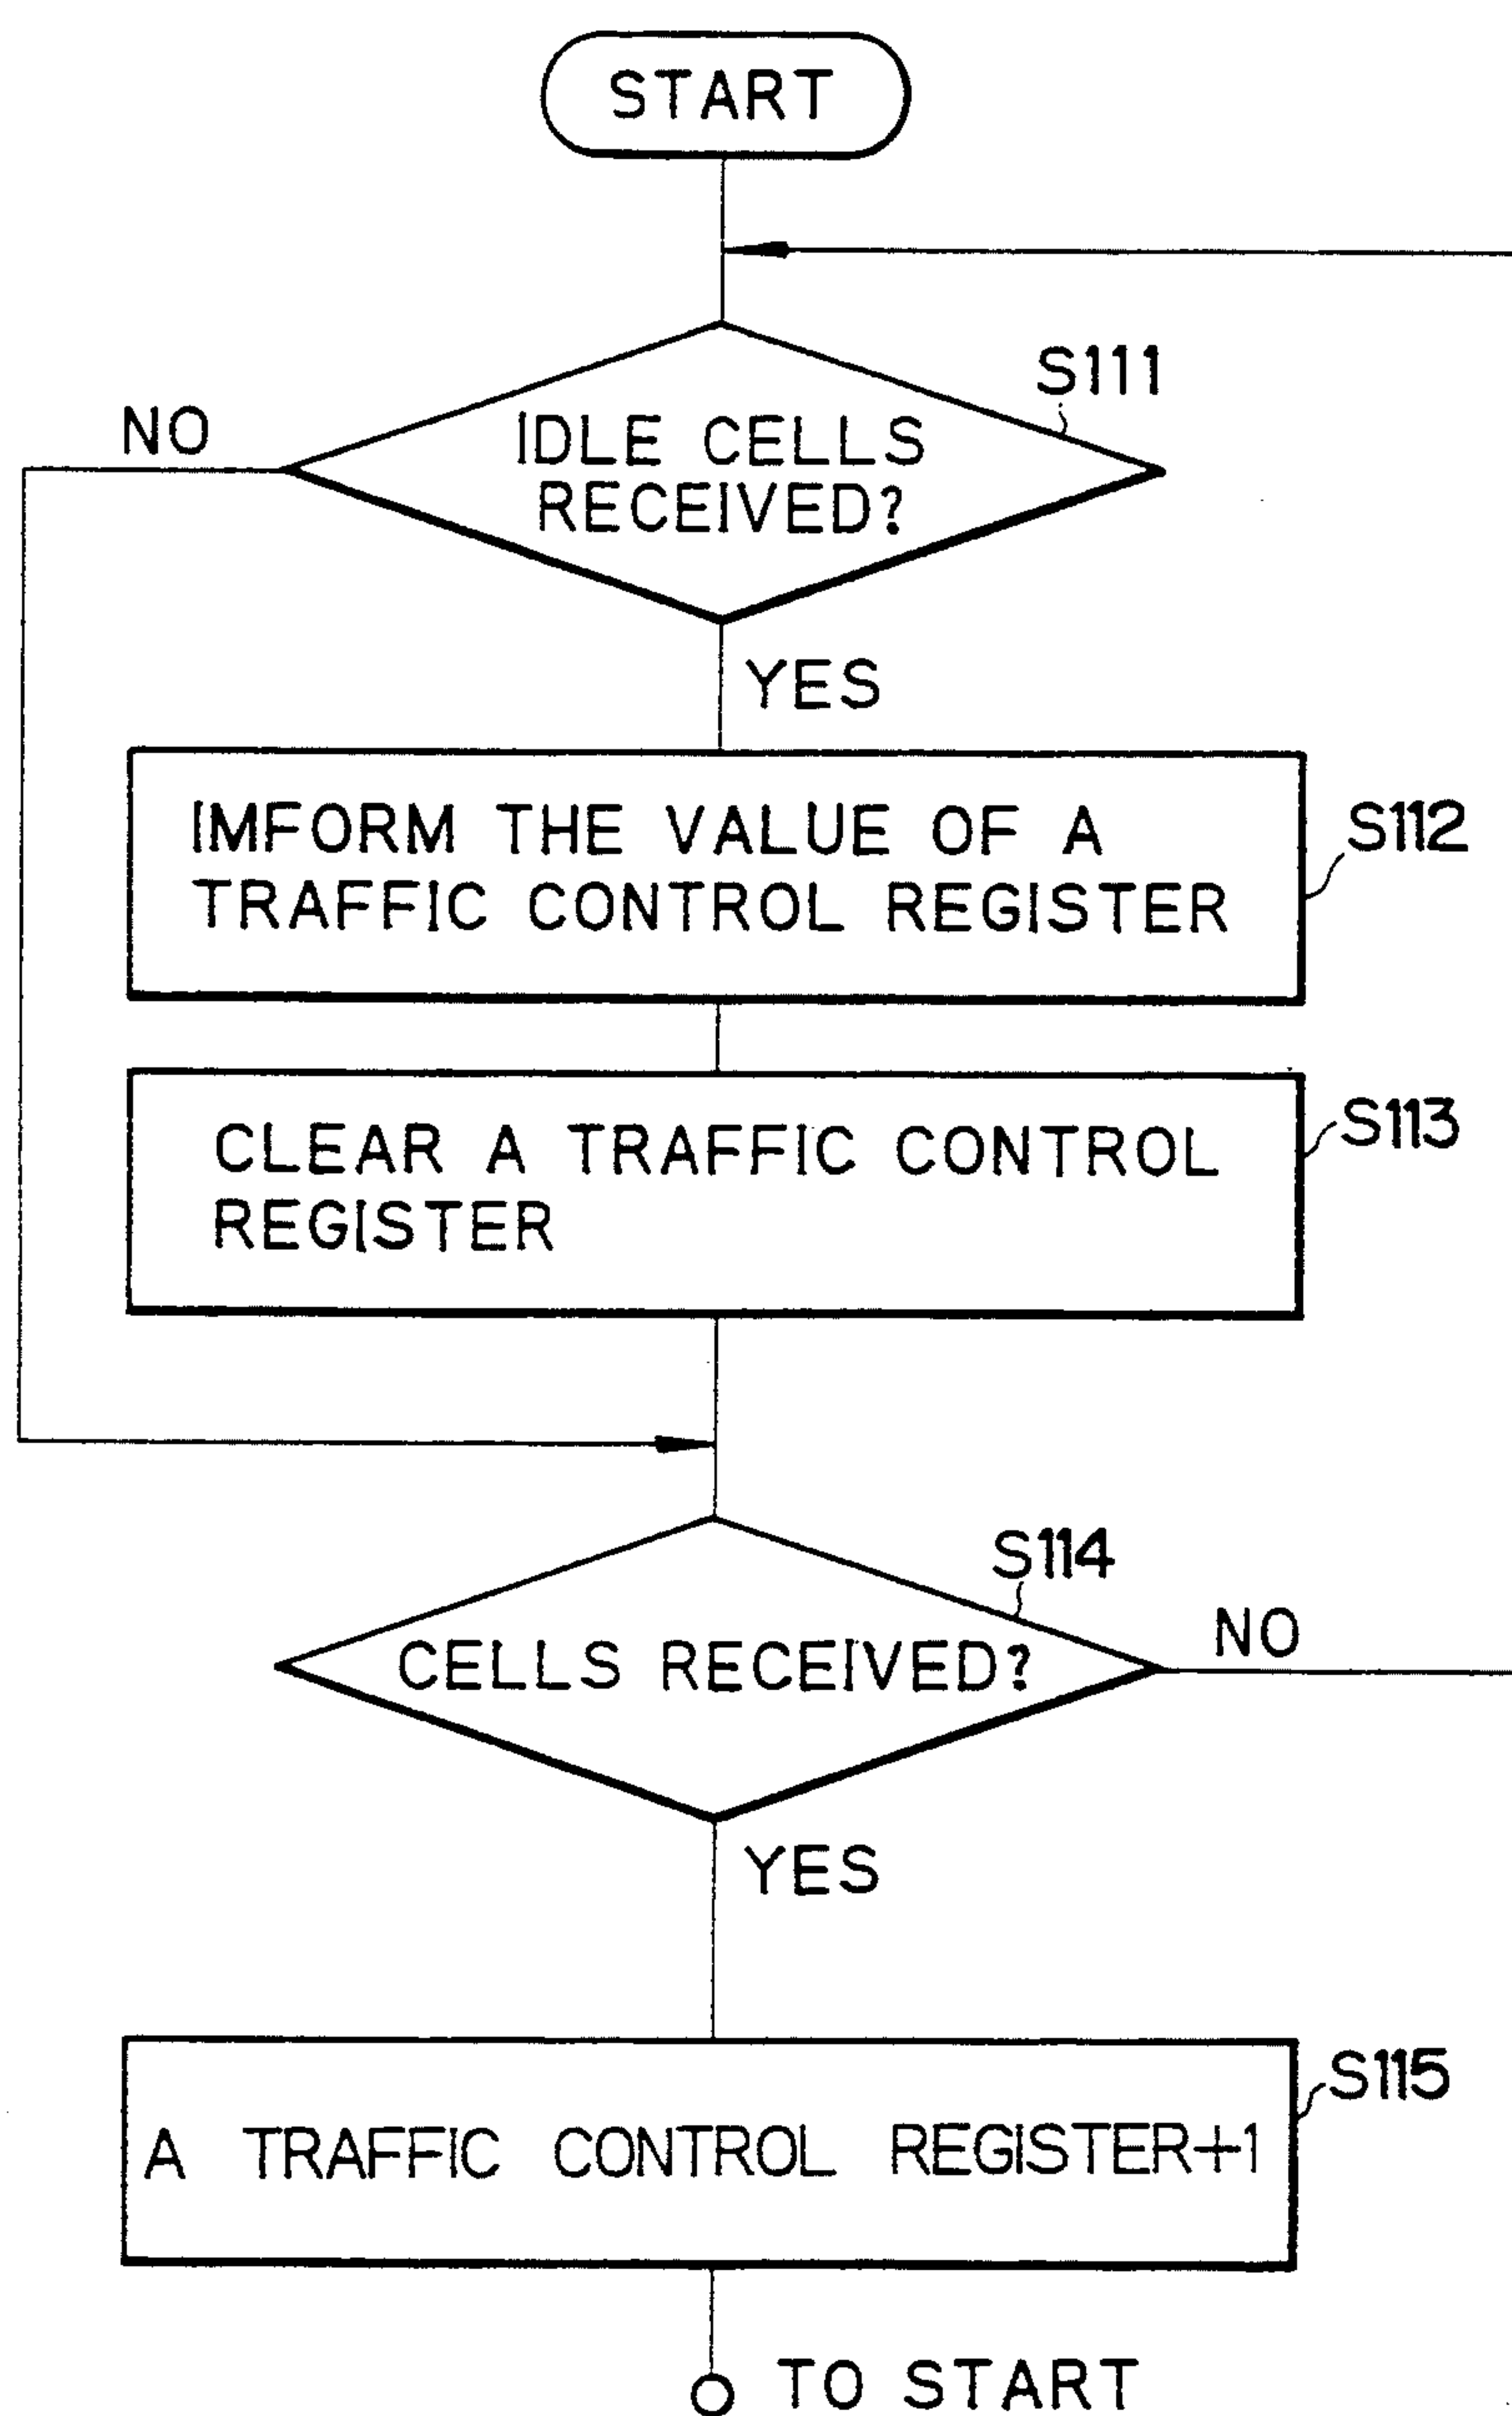 START
S111
NO
IDLE CELLS
RECEIVED?
YES
IMFORM THE VALUE OF A
TRAFFIC CONTROL REGISTER
S112
CLEAR A TRAFFIC CONTROL
REGISTER
S113
S114
CELLS RECEIVED?
NO
YES
S115
A TRAFFIC CONTROL REGISTER+1
TO START